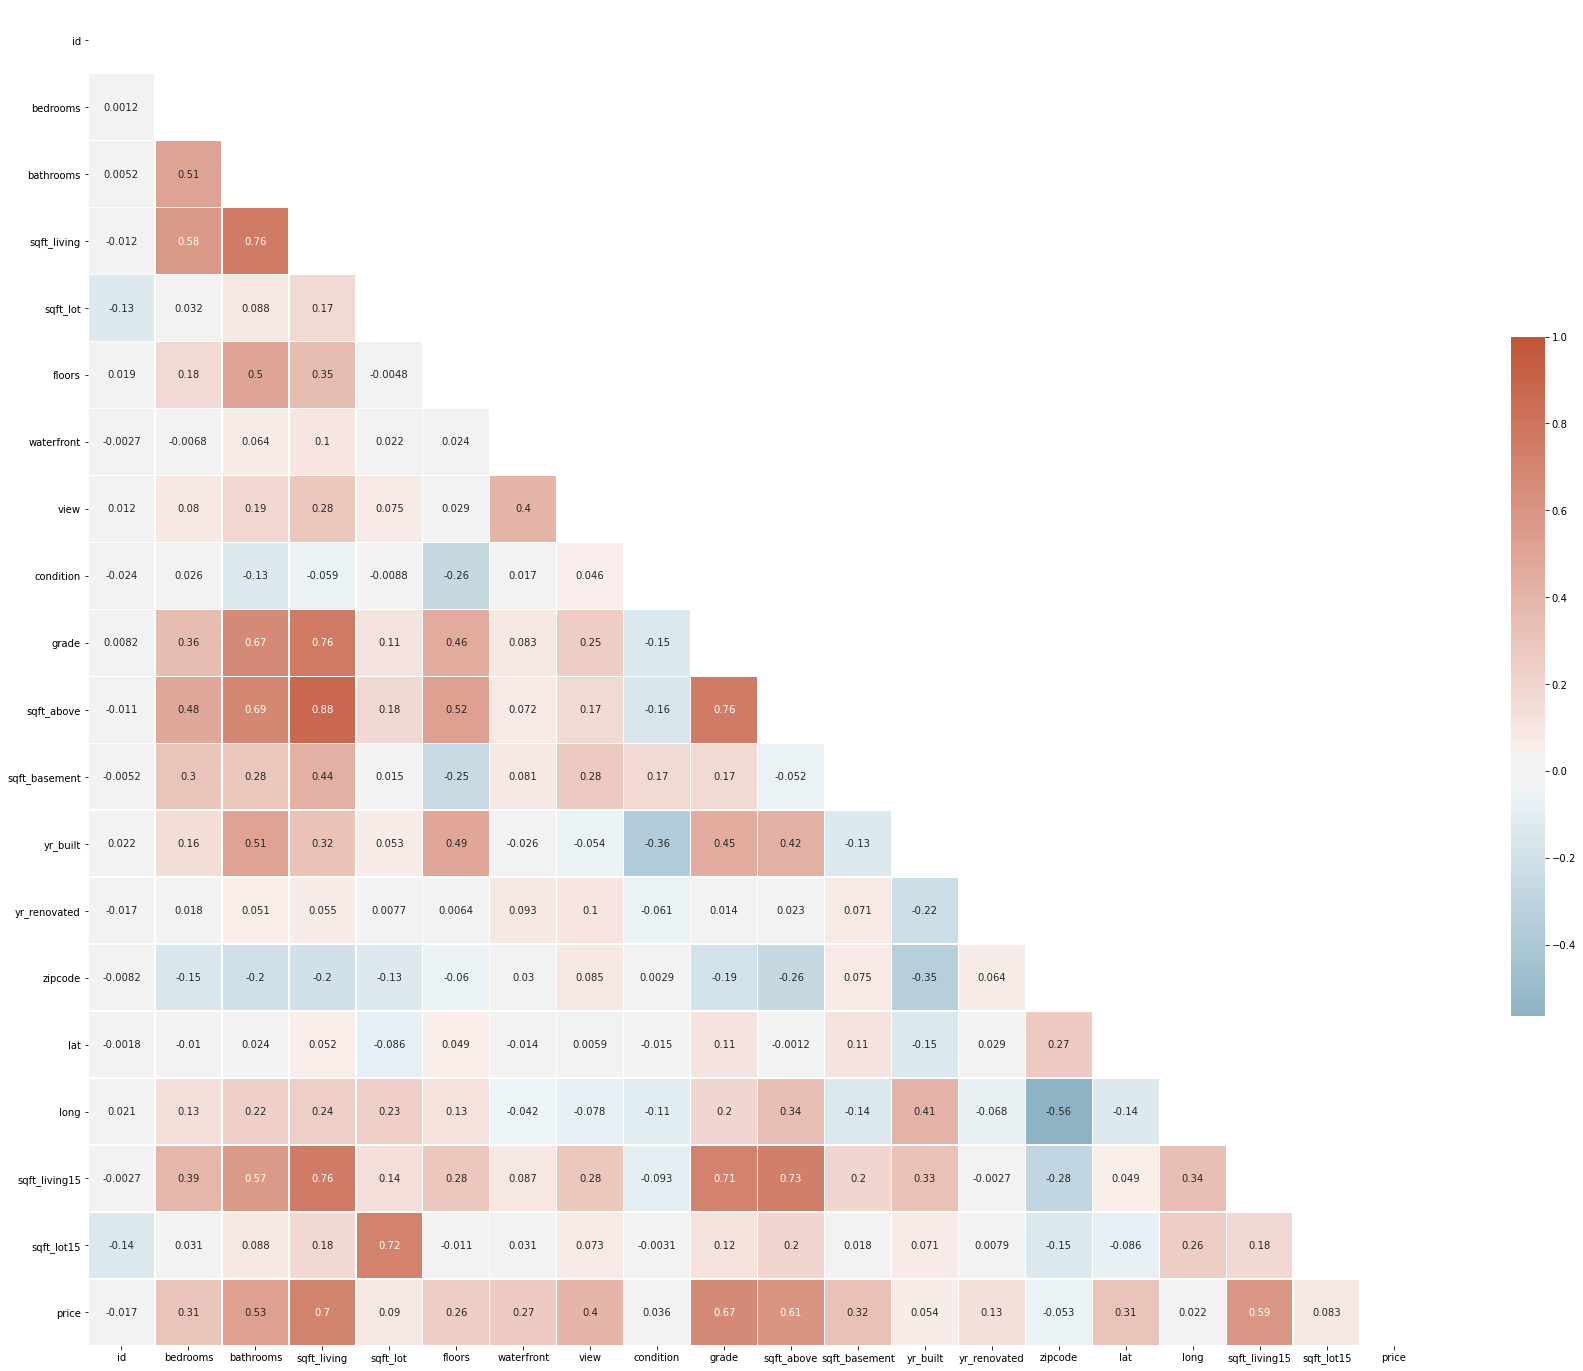 id
bedrooms 0.0012
bathrooms 0.0052 0.51
sqft_living -0.012 0.58 0.76
sqft_lot -0.13 0.032 0.088 0.17
1.0
floors 0.019 0.18 0.5 0.35 -0.0048
0.8
waterfront -0.0027 -0.0068 0.064 0.1 0.022 0.024
view 0.012 0.08 0.19 0.28 0.075 0.029 0.4
0.6
condition -0.024 0.026 -0.13 -0.059 -0.0088 -0.26 0.017 0.046
0.4
grade 0.0082 0.36 0.67 0.76 0.11 0.46 0.083 0.25 -0.15
0.2
sqft_above -0.011 0.48 0.69 0.88 0.18 0.52 0.072 0.17 -0.16 0.76
0.0
sqft_basement -0.0052 0.3 0.28 0.44 0.015 -0.25 0.081 0.28 0.17 0.17 -0.052
yr_built 0.022 0.16 0.51 0.32 0.053 0.49 -0.026 -0.054 -0.36 0.45 0.42 -0.13
−0.2
yr_renovated -0.017 0.018 0.051 0.055 0.0077 0.0064 0.093 0.1 -0.061 0.014 0.023 0.071 -0.22
−0.4
zipcode -0.0082 -0.15 -0.2 -0.2 -0.13 -0.06 0.03 0.085 0.0029 -0.19 -0.26 0.075 -0.35 0.064
lat -0.0018 -0.01 0.024 0.052 -0.086 0.049 -0.014 0.0059 -0.015 0.11 -0.0012 0.11 -0.15 0.029 0.27
long 0.021 0.13 0.22 0.24 0.23 0.13 -0.042 -0.078 -0.11 0.2 0.34 -0.14 0.41 -0.068 -0.56 -0.14
sqft_living15 -0.0027 0.39 0.57 0.76 0.14 0.28 0.087 0.28 -0.093 0.71 0.73 0.2 0.33 -0.0027 -0.28 0.049 0.34
sqft_lot15 -0.14 0.031 0.088 0.18 0.72 -0.011 0.031 0.073 -0.0031 0.12 0.2 0.018 0.071 0.0079 -0.15 -0.086 0.26 0.18
price -0.017 0.31 0.53 0.7 0.09 0.26 0.27 0.4 0.036 0.67 0.61 0.32 0.054 0.13 -0.053 0.31 0.022 0.59 0.083
id bedrooms bathrooms sqft_living sqft_lot floors waterfront view condition grade sqft_above sqft_basement yr_built yr_renovated zipcode lat long sqft_living15 sqft_lot15 price